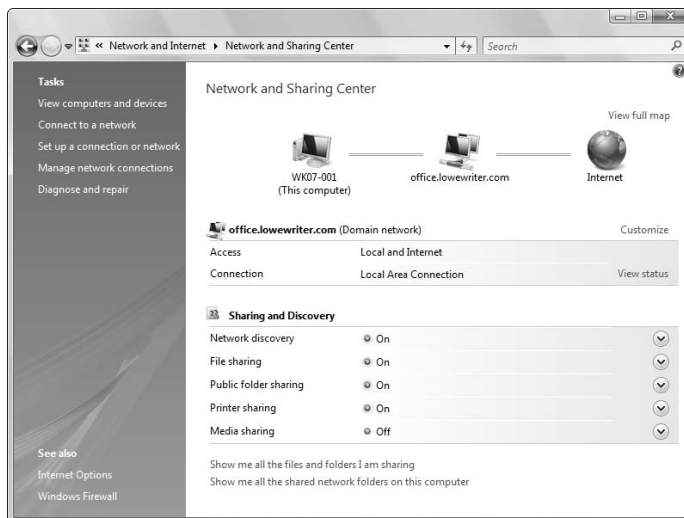 « Network and Internet ▸ Network and Sharing Center
Search
Tasks
View computers and devices
Connect to a network
Set up a connection or network
Manage network connections
Diagnose and repair
See also
Internet Options
Windows Firewall
Network and Sharing Center
View full map
WK07-001
(This computer)
office.lowewriter.com
Internet
office.lowewriter.com (Domain network)
Customize
Access Local and Internet
Connection Local Area Connection View status
Sharing and Discovery
Network discovery On
File sharing On
Public folder sharing On
Printer sharing On
Media sharing Off
Show me all the files and folders I am sharing
Show me all the shared network folders on this computer